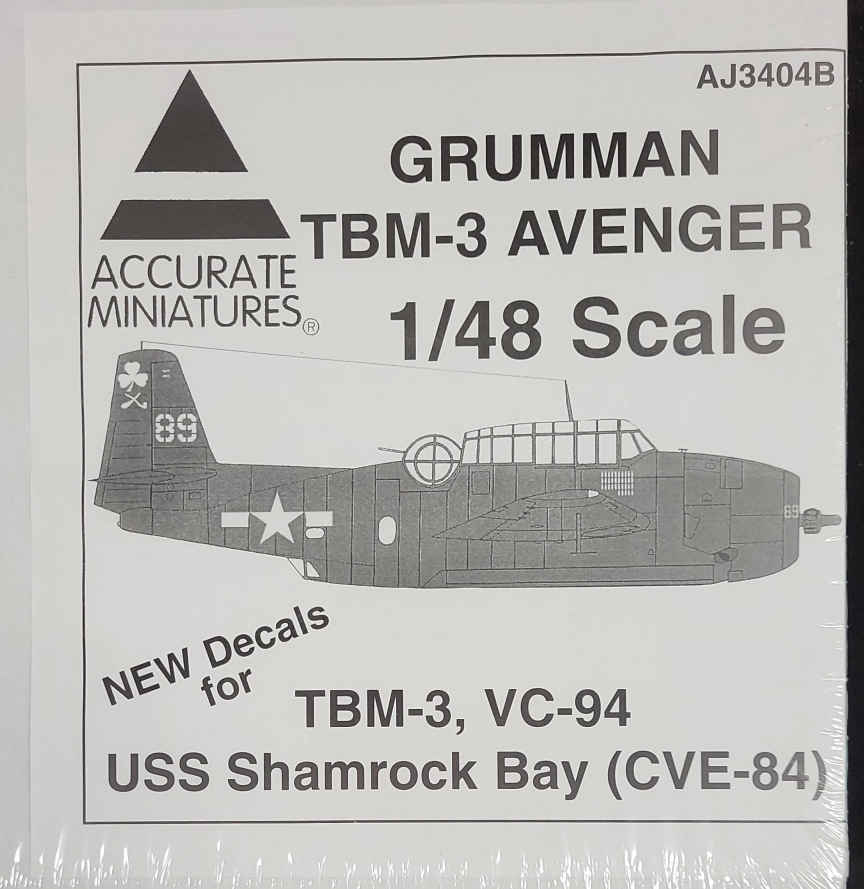 AJ3404B
GRUMMAN
TBM-3 AVENGER
1/48 Scale
ACCURATE
MINIATURES®
89
89
NEW Decals
for
TBM-3, VC-94
USS Shamrock Bay (CVE-84)